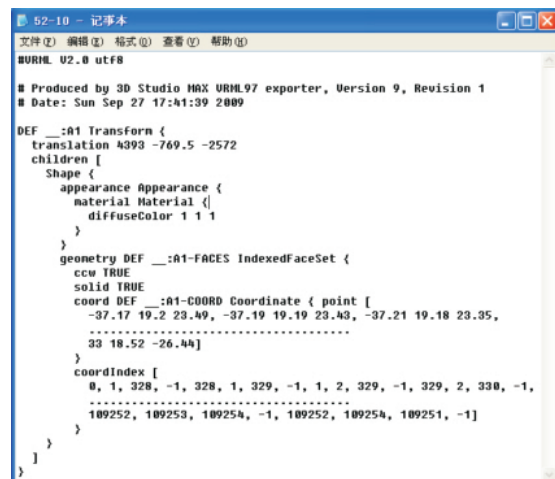 52-10 - 记事本
文件(F) 编辑(E) 格式(O) 查看(V) 帮助(H)
#VRML V2.0 utf8
# Produced by 3D Studio MAX VRML97 exporter, Version 9, Revision 1
# Date: Sun Sep 27 17:41:39 2009
DEF __:A1 Transform {
translation 4393 -769.5 -2572
children [
Shape {
appearance Appearance {
material Material {
diffuseColor 1 1 1
}
}
geometry DEF __:A1-FACES IndexedFaceSet {
ccw TRUE
solid TRUE
coord DEF __:A1-COORD Coordinate { point [
-37.17 19.2 23.49, -37.19 19.19 23.43, -37.21 19.18 23.35,
.....................................
33 18.52 -26.44]
}
coordIndex [
0, 1, 328, -1, 328, 1, 329, -1, 1, 2, 329, -1, 329, 2, 330, -1,
.....................................
109252, 109253, 109254, -1, 109252, 109254, 109251, -1]
}
}
]
}